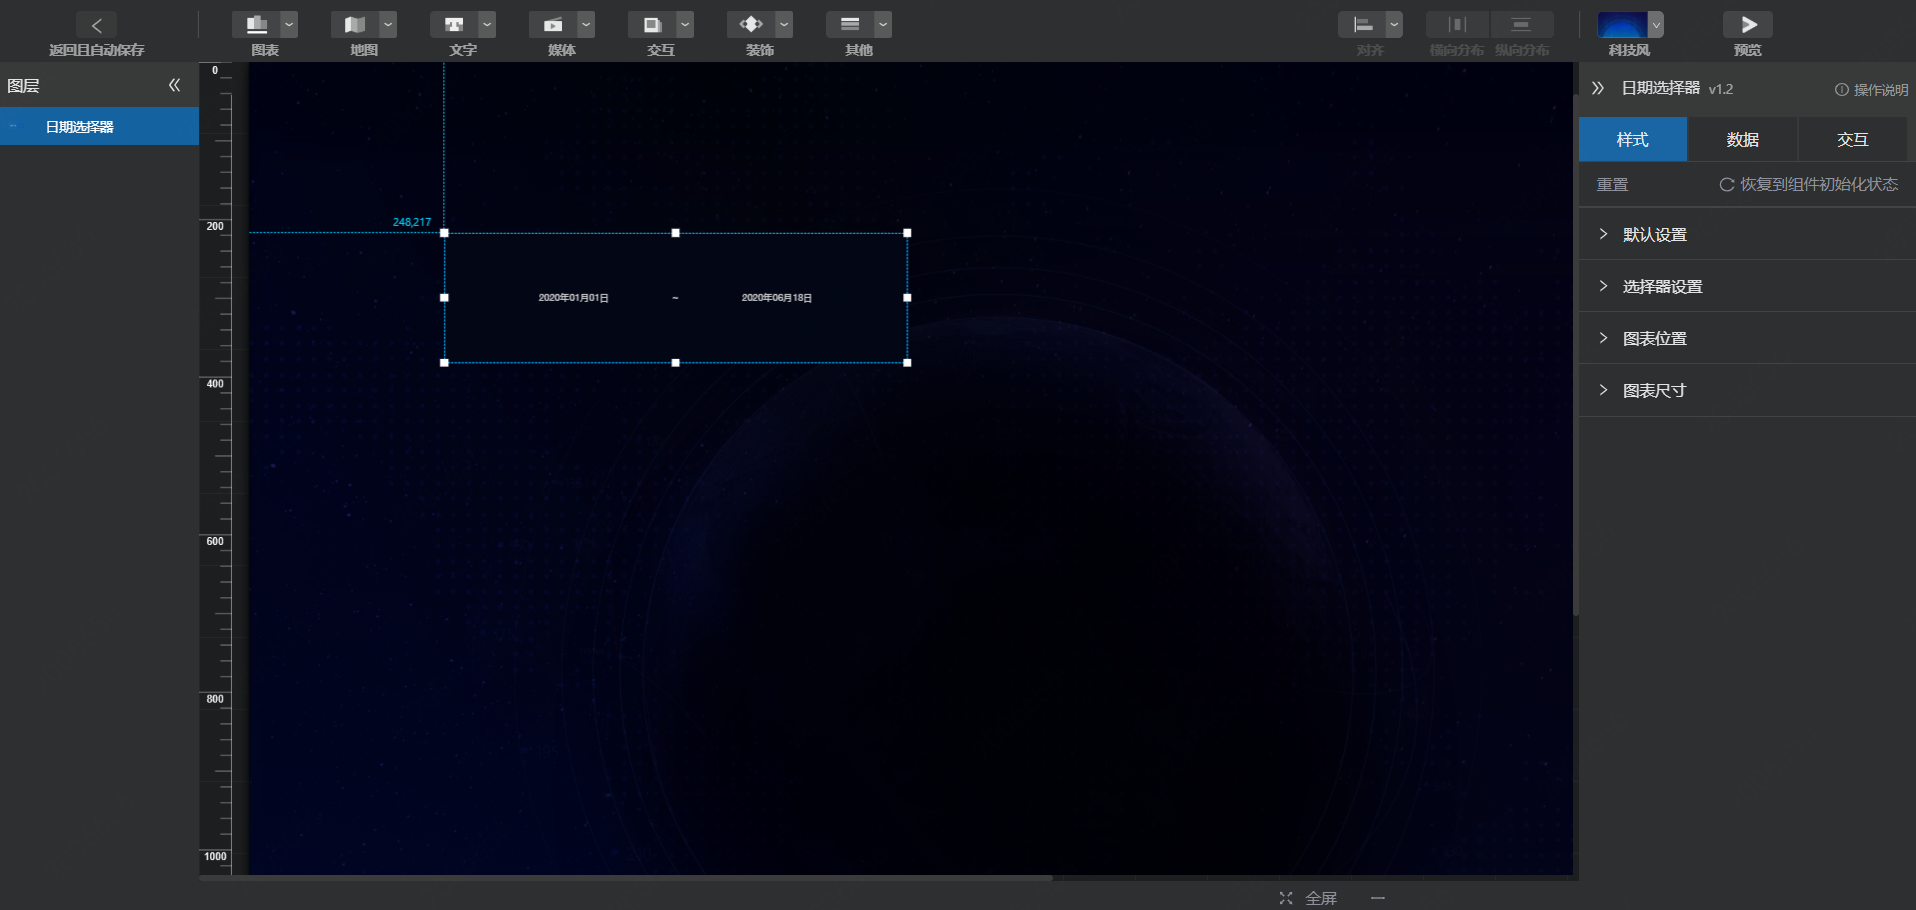 返回且自动保存
图表
地图
文字
媒体
交互
装饰
其他
对齐
横向分布
纵向分布
科技风
预览
图层
日期选择器
0
200
400
600
800
1000
248,217
2020年01月01日
~
2020年06月18日
日期选择器 v1.2
操作说明
样式
数据
交互
重置
恢复到组件初始化状态
默认设置
选择器设置
图表位置
图表尺寸
全屏